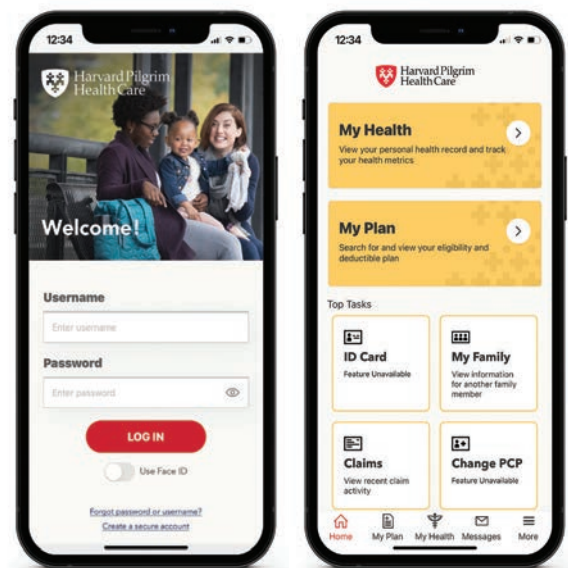 12:34
Harvard Pilgrim
HealthCare
Welcome!
Username
Enter username
Password
Enter password
LOG IN
Use Face ID
Forgot password or username?
Create a secure account
12:34
Harvard Pilgrim
HealthCare
My Health
View your personal health record and track
your health metrics
My Plan
Search for and view your eligibility and
deductible plan
Top Tasks
ID Card
Feature Unavailable
My Family
View information
for another family
member
Claims
View recent claim
activity
Change PCP
Feature Unavailable
Home
My Plan
My Health
Messages
More